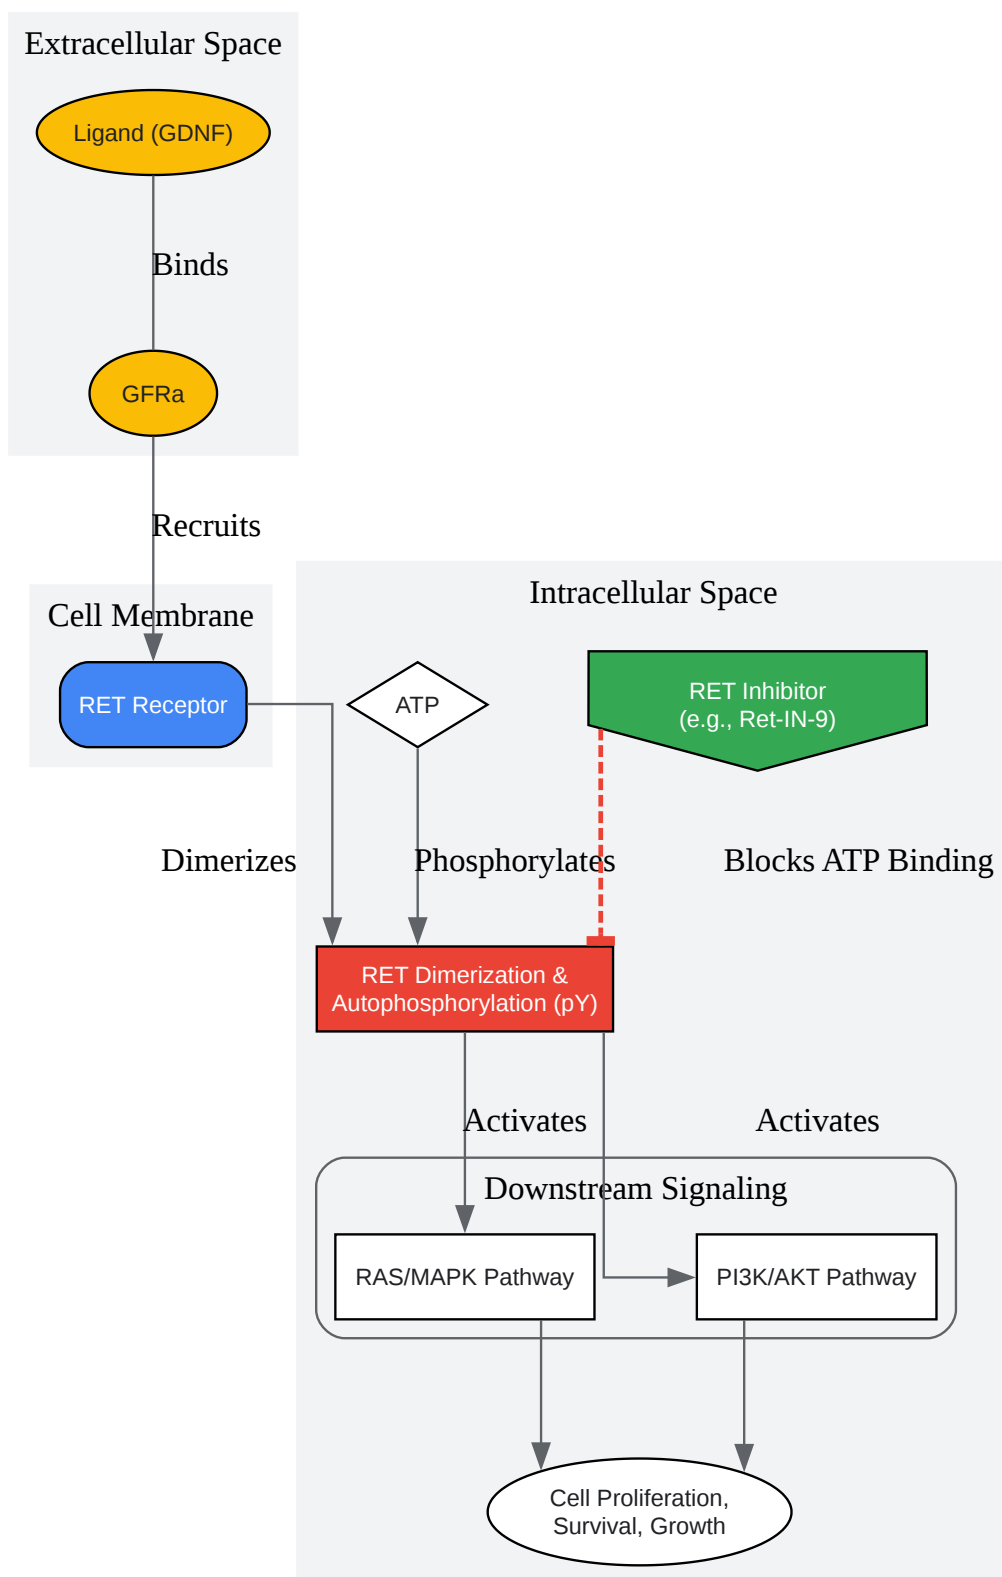 Extracellular Space
Ligand (GDNF)
Binds
GFRa
Recruits
Cell Membrane
RET Receptor
Intracellular Space
ATP
RET Inhibitor
(e.g., Ret-IN-9)
Dimerizes
Phosphorylates
Blocks ATP Binding
RET Dimerization &
Autophosphorylation (pY)
Activates
Activates
Downstream Signaling
RAS/MAPK Pathway
PI3K/AKT Pathway
Cell Proliferation,
Survival, Growth